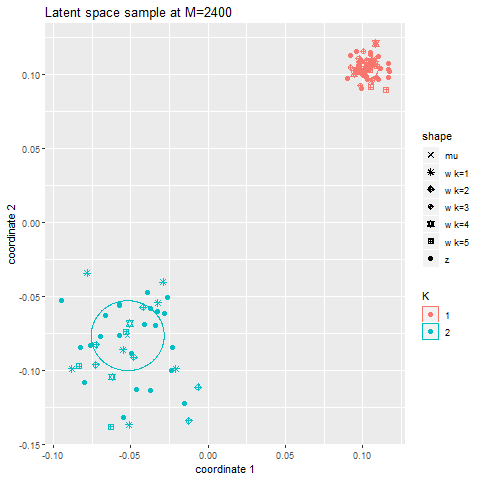 Latent space sample at M=2400
coordinate 2
0.10
0.05
0.00
-0.05
-0.10
-0.15
-0.10
-0.05
0.00
0.05
0.10
coordinate 1
shape
mu
w k=1
w k=2
w k=3
w k=4
w k=5
z
K
1
2